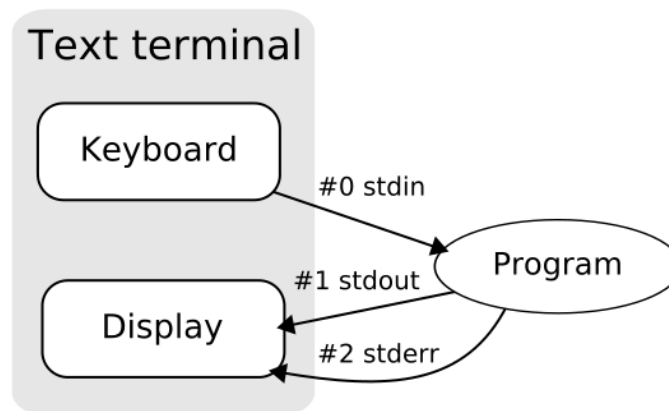 Text terminal
Keyboard
#0 stdin
Program
#1 stdout
Display
#2 stderr